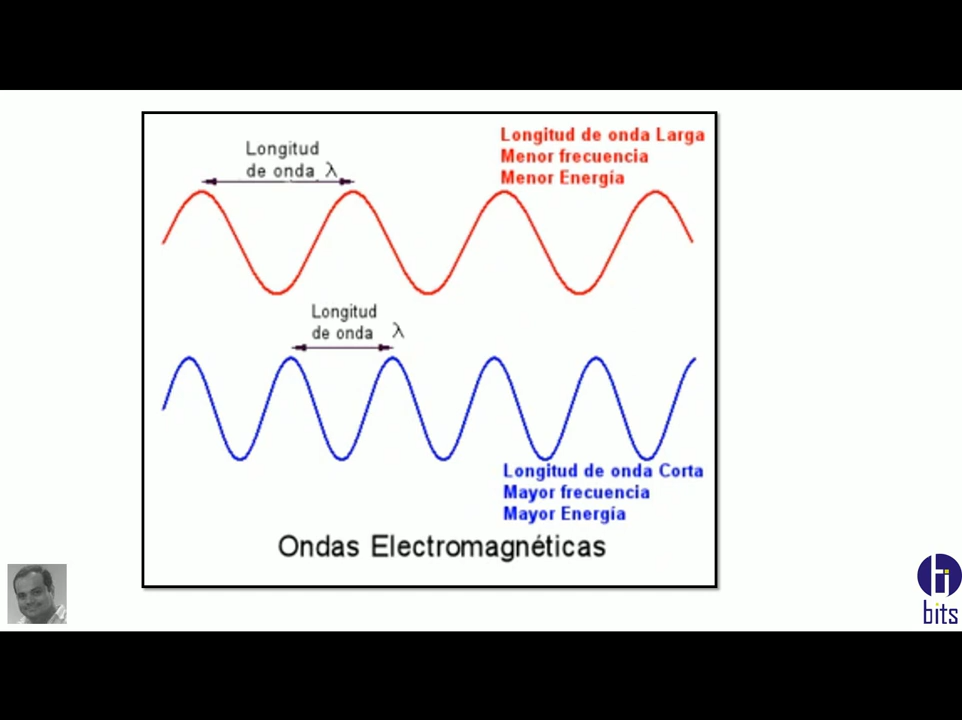 Longitud
de onda λ
Longitud de onda Larga
Menor frecuencia
Menor Energía
Longitud
de onda λ
Longitud de onda Corta
Mayor frecuencia
Mayor Energía
Ondas Electromagnéticas
bits